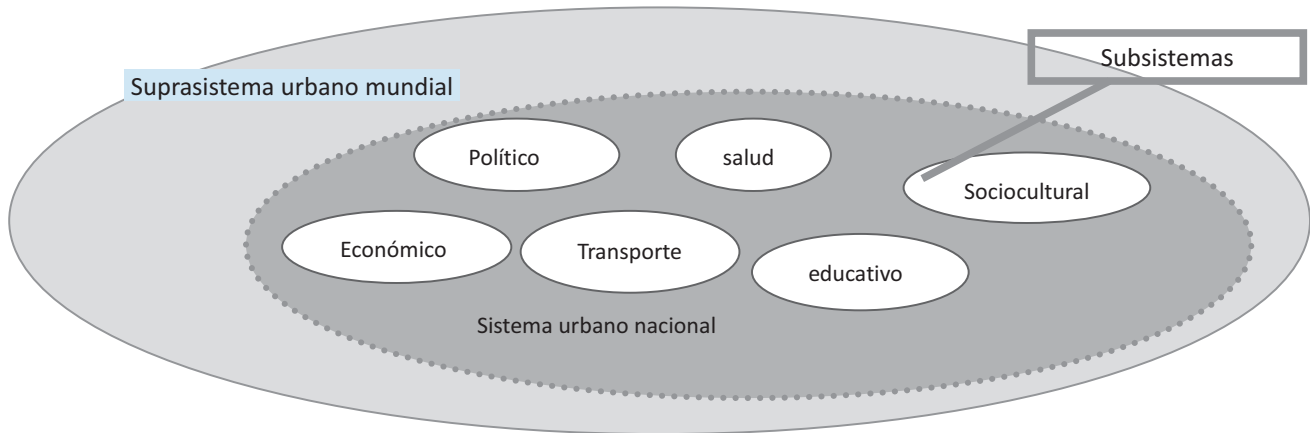 Subsistemas
Suprasistema urbano mundial
Político
salud
Sociocultural
Económico
Transporte
educativo
Sistema urbano nacional